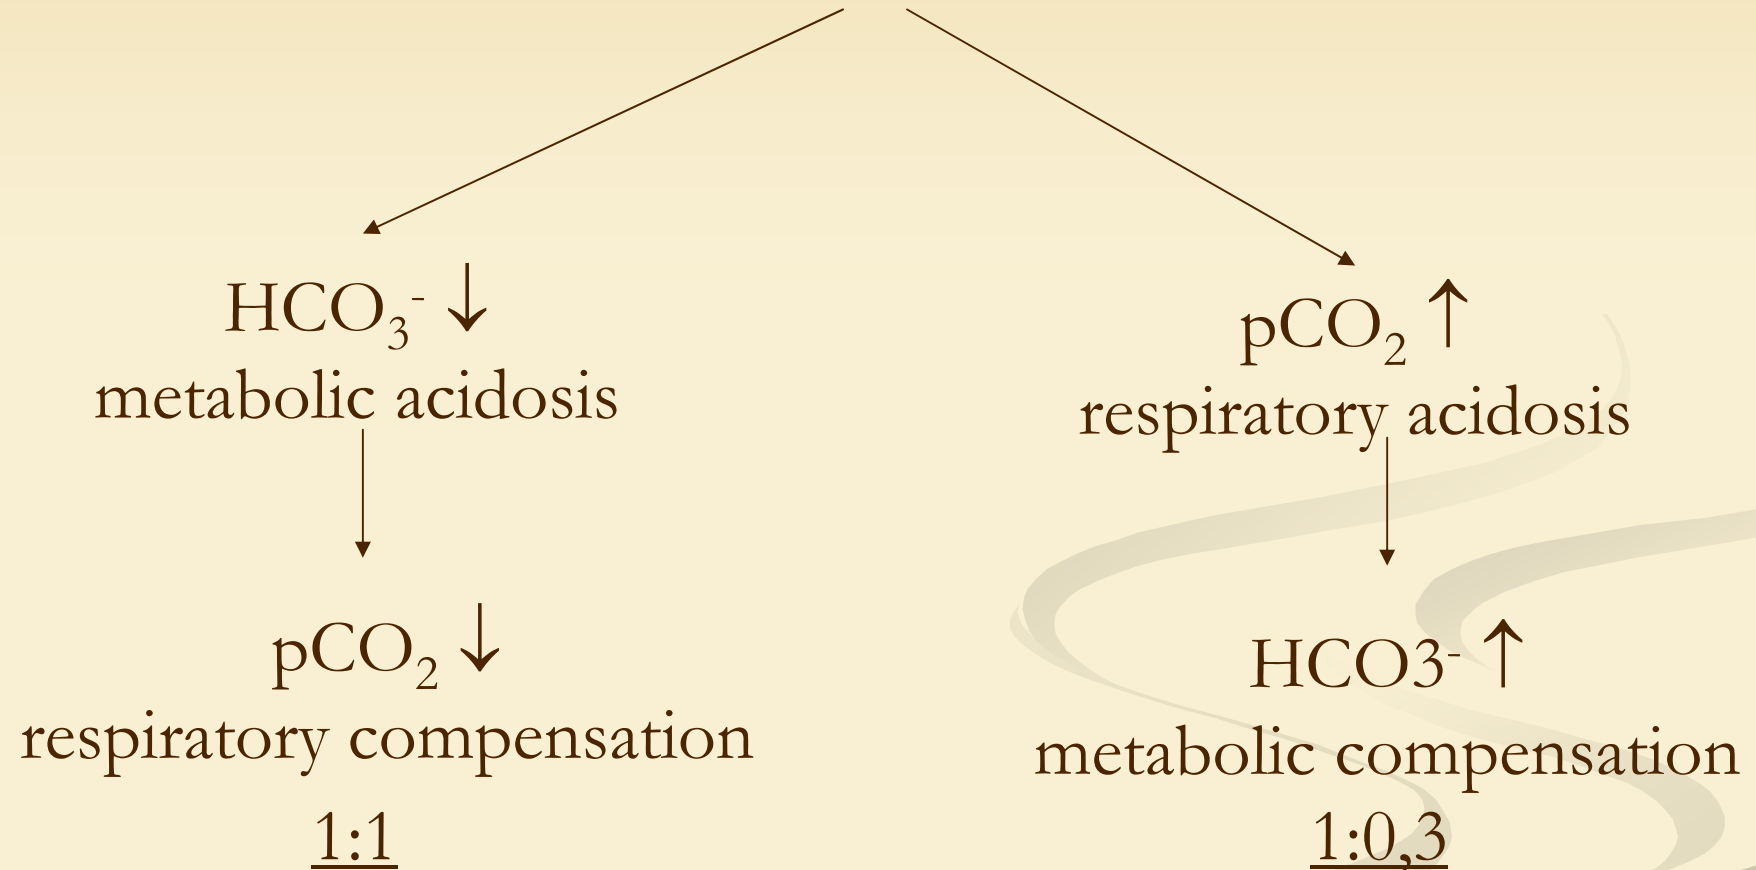 HCO₃⁻ ↓
metabolic acidosis
pCO₂ ↓
respiratory compensation
1:1
pCO₂ ↑
respiratory acidosis
HCO3⁻ ↑
metabolic compensation
1:0,3